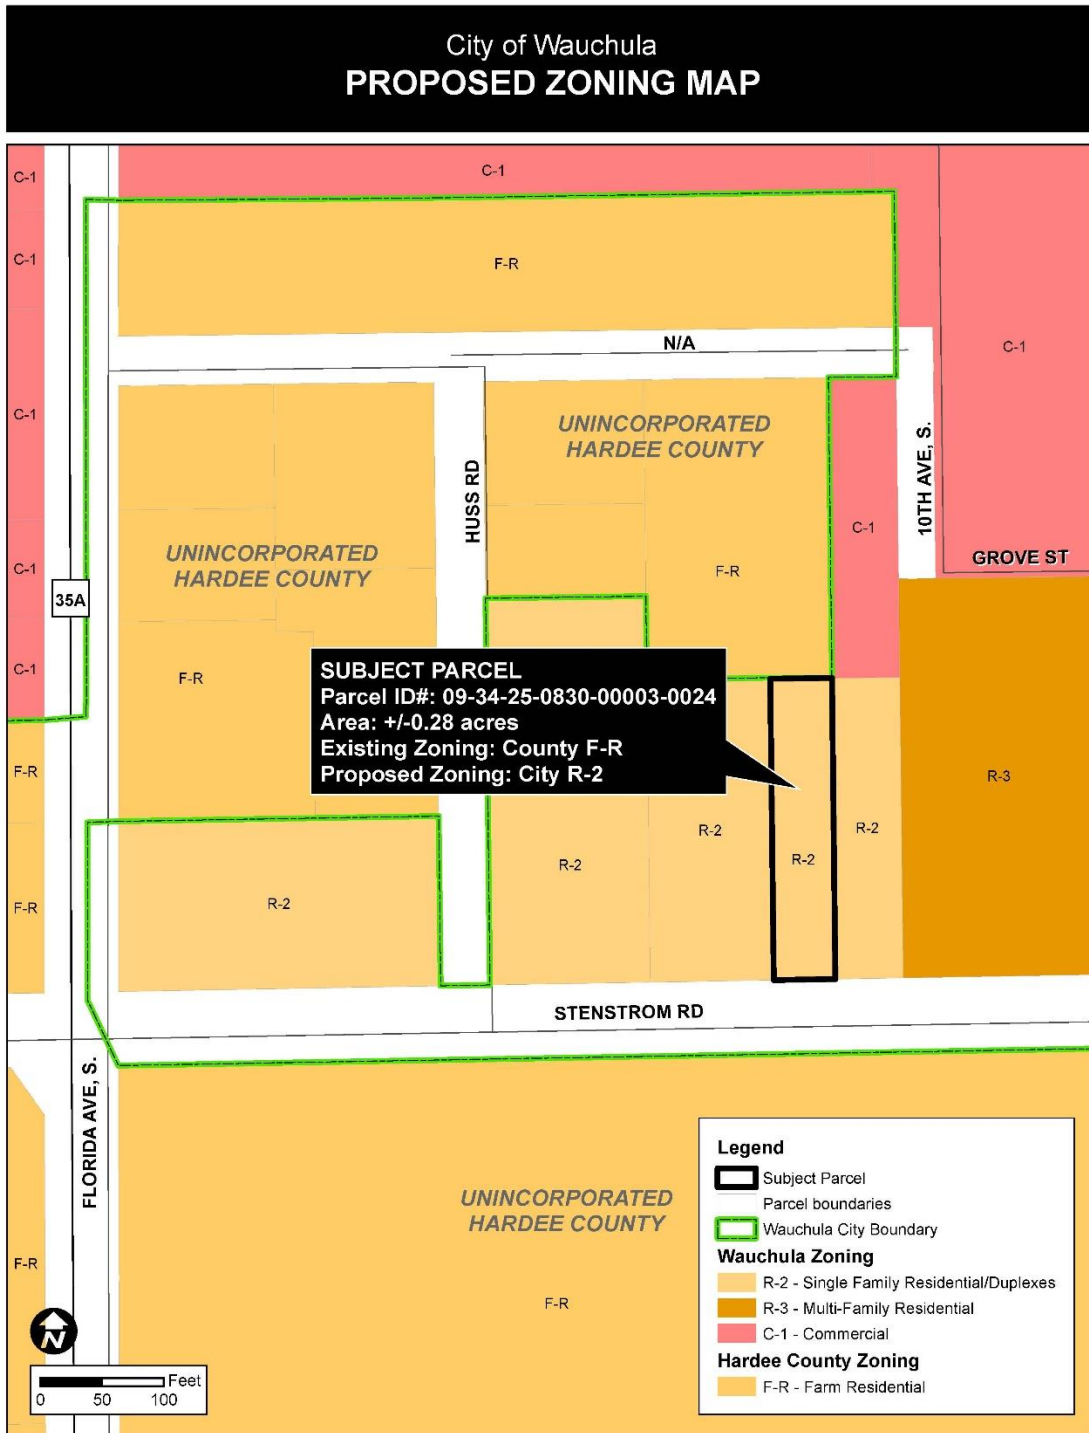 City of Wauchula
PROPOSED ZONING MAP
C-1
C-1
C-1
F-R
N/A
C-1
C-1
UNINCORPORATED
HARDEE COUNTY
10TH AVE, S.
HUSS RD
C-1
UNINCORPORATED
HARDEE COUNTY
GROVE ST
C-1
F-R
35A
C-1
F-R
SUBJECT PARCEL
Parcel ID#: 09-34-25-0830-00003-0024
Area: +/-0.28 acres
Existing Zoning: County F-R
Proposed Zoning: City R-2
F-R
R-3
R-2
R-2
R-2
R-2
F-R
R-2
STENSTROM RD
FLORIDA AVE, S.
UNINCORPORATED
HARDEE COUNTY
F-R
F-R
N
Feet
0 50 100
Legend
Subject Parcel
Parcel boundaries
Wauchula City Boundary
Wauchula Zoning
R-2 - Single Family Residential/Duplexes
R-3 - Multi-Family Residential
C-1 - Commercial
Hardee County Zoning
F-R - Farm Residential